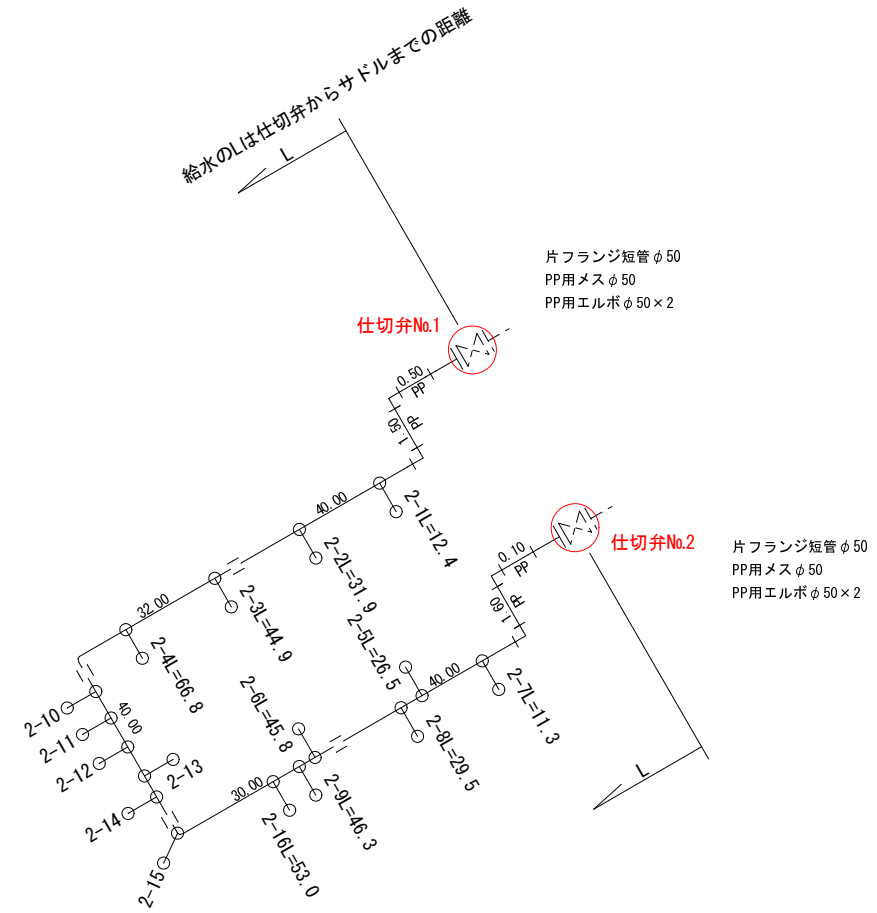 給水のLは仕切弁からサドルまでの距離
L
片フランジ短管φ50
PP用メスφ50
PP用エルボφ50×2
仕切弁No.1
0.50
PP
PP
1.50
40.00
2-1L=12.4
2-2L=31.9
2-3L=44.9
32.00
2-4L=66.8
仕切弁No.2
片フランジ短管φ50
PP用メスφ50
PP用エルボφ50×2
0.10
PP
PP
1.60
2-5L=26.5
40.00
2-7L=11.3
2-6L=45.8
2-8L=29.5
2-10
40.00
2-11
2-12
2-13
2-14
2-15
30.00
2-9L=46.3
2-16L=53.0
L